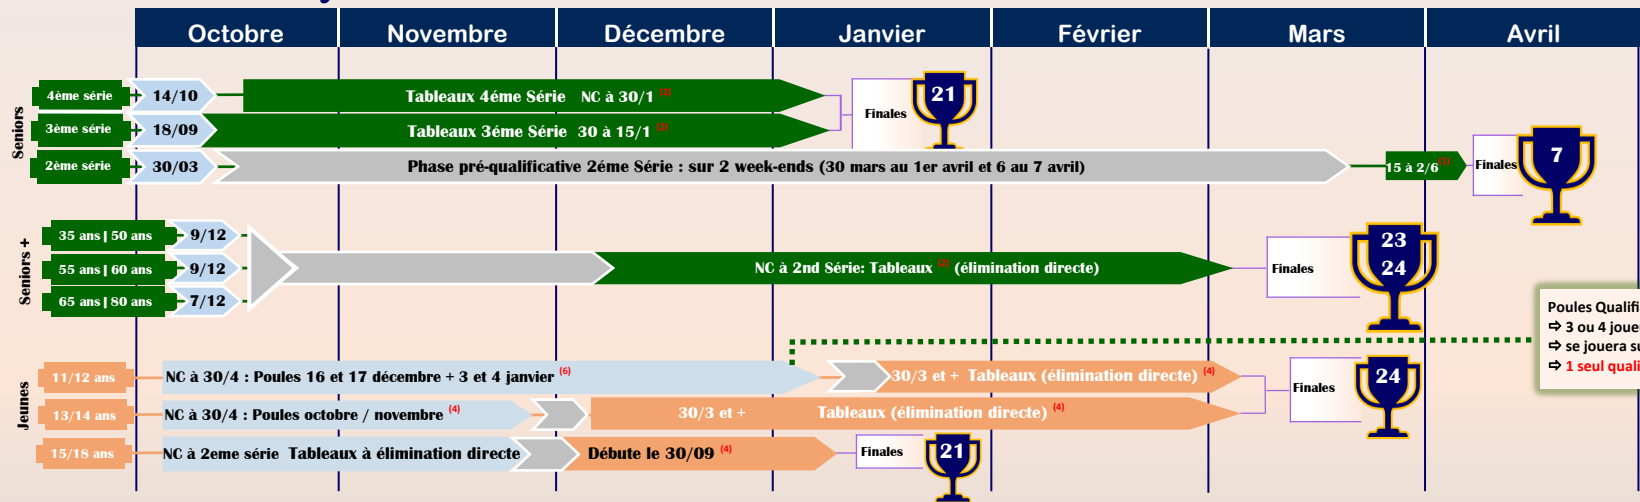 Octobre Novembre Décembre Janvier Février Mars Avril
Seniors
4ème série 14/10 Tableaux 4éme Série NC à 30/1 (2)
3ème série 18/09 Tableaux 3éme Série 30 à 15/1 (2)
Finales 21
2ème série 30/03 Phase pré-qualificative 2éme Série : sur 2 week-ends (30 mars au 1er avril et 6 au 7 avril) 15 à 2/6 (1) Finales 7
Seniors +
35 ans | 50 ans 9/12
55 ans | 60 ans 9/12 NC à 2nd Série: Tableaux (2) (élimination directe) Finales 23
24
65 ans | 80 ans 7/12
Poules Qualifi
⇨ 3 ou 4 joue
⇨ se jouera su
⇨ 1 seul quali
Jeunes
11/12 ans NC à 30/4 : Poules 16 et 17 décembre + 3 et 4 janvier (6) 30/3 et + Tableaux (élimination directe) (4)
Finales 24
13/14 ans NC à 30/4 : Poules octobre / novembre (4) 30/3 et + Tableaux (élimination directe) (4)
15/18 ans NC à 2eme série Tableaux à élimination directe Débute le 30/09 (4) Finales 21